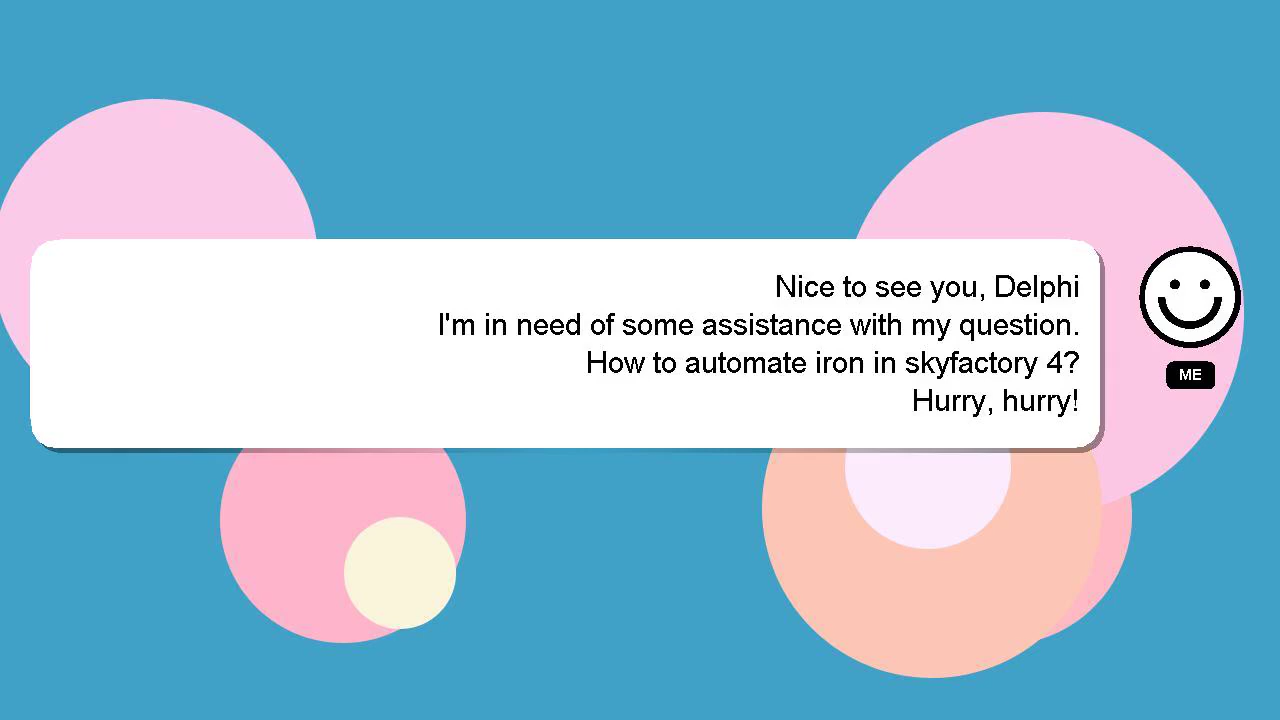 Nice to see you, Delphi
I'm in need of some assistance with my question.
How to automate iron in skyfactory 4?
Hurry, hurry!
ME